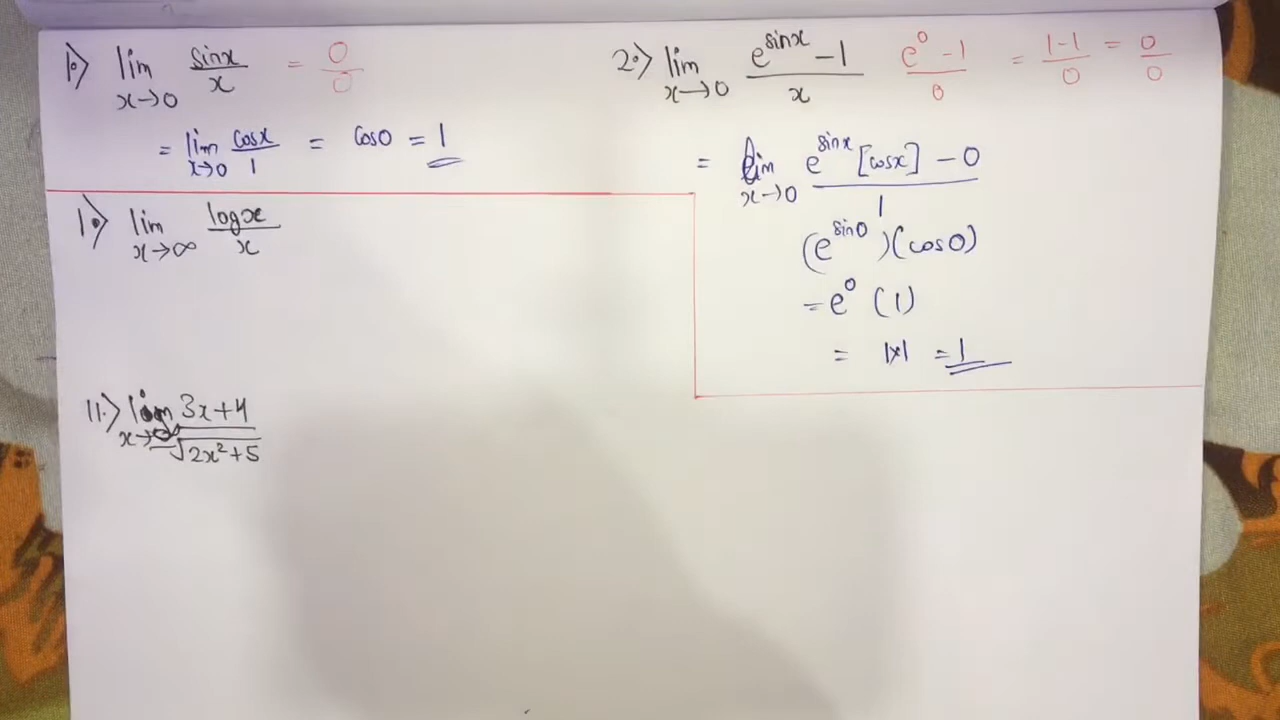 1.> lim x→0 sinx/x = 0/0
= lim x→0 cosx/1 = cos0 = 1
1.> lim x→∞ logx/x
11.> lim x→∞ 3x+4/√2x²+5
2.> lim x→0 e^sinx −1/x e^0 −1/0 = 1−1/0 = 0/0
= lim x→0 e^sinx [cosx] − 0/1
(e^sin0)(cos0)
= e^0 (1)
= 1×1 = 1